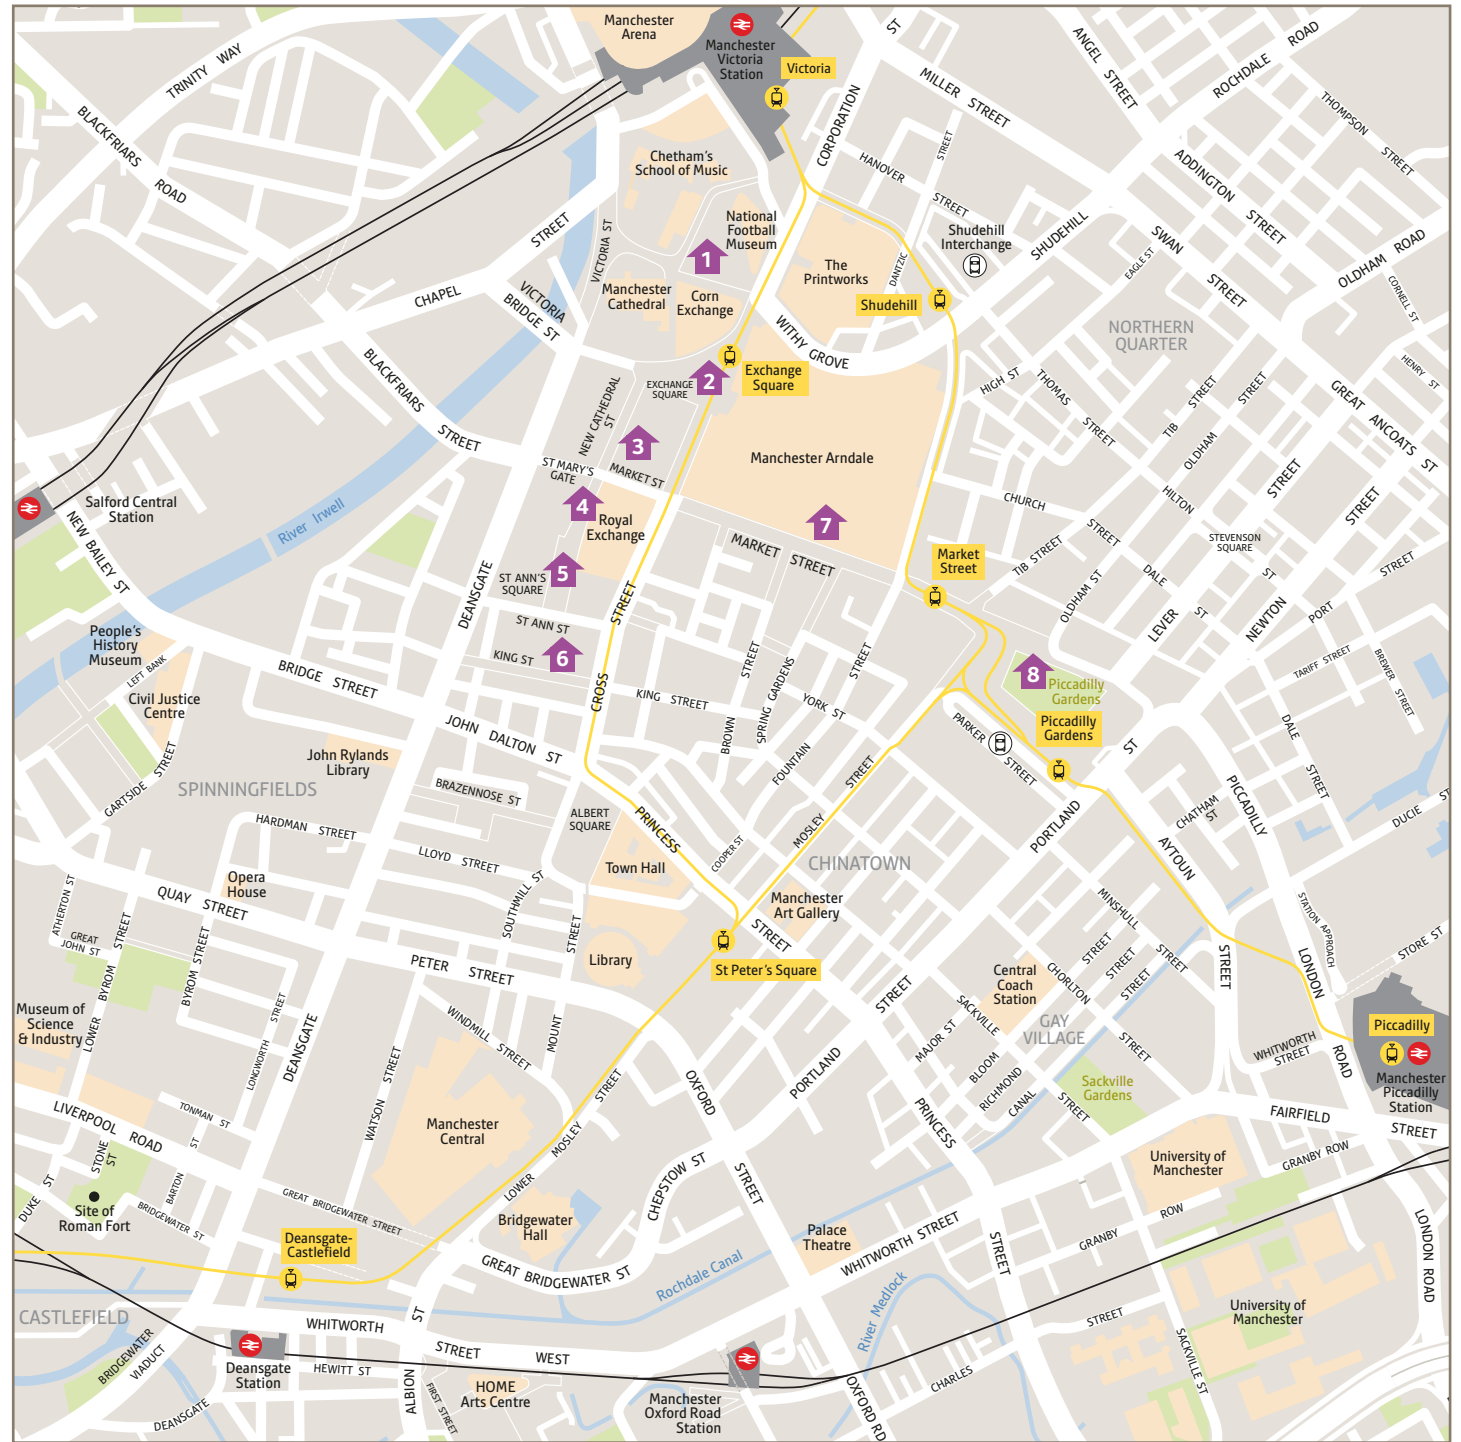 Manchester
Arena
Manchester
Victoria
Station
Victoria
ST
ANGEL STREET
ROCHDALE ROAD
TRINITY WAY
MILLER STREET
THOMPSON STREET
BLACKFRIARS ROAD
CORPORATION
Chetham's
School of Music
HANOVER STREET
STREET
ADDINGTON STREET
STREET
VICTORIA ST
National
Football
Museum
Shudehill
Interchange
SHUDEHILL
SWAN STREET
EAGLE ST
OLDHAM ROAD
CORNELL ST
1
The
Printworks
DANTZIC
Shudehill
CHAPEL
VICTORIA
BRIDGE ST
Manchester
Cathedral
Corn
Exchange
WITHY GROVE
NORTHERN
QUARTER
HENRY ST
BLACKFRIARS STREET
NEW CATHEDRAL
ST
EXCHANGE
SQUARE
2
Exchange
Square
HIGH ST
THOMAS STREET
TIB STREET
OLDHAM STREET
GREAT ANCOATS ST
3
ST MARY'S
GATE
MARKET ST
Manchester Arndale
Salford Central
Station
River Irwell
4
Royal
Exchange
7
CHURCH STREET
HILTON ST
STREET
STREET
STEVENSON
SQUARE
NEW BAILEY ST
MARKET STREET
Market
Street
TIB STREET
DALE ST
STREET
DEANSGATE
ST ANN'S
SQUARE
5
OLDHAM ST
LEVER
NEWTON
PORT
People's
History
Museum
LEFT BANK
ST ANN ST
STREET
KING ST
6
STREET
SPRING GARDENS
STREET
8
Piccadilly
Gardens
TARIFF STREET
BREWER STREET
BRIDGE STREET
Civil Justice
Centre
CROSS
KING STREET
BROWN
YORK ST
PARKER STREET
Piccadilly
Gardens
ST
DALE STREET
JOHN DALTON ST
John Rylands
Library
FOUNTAIN
STREET
GARTSIDE STREET
SPINNINGFIELDS
BRAZENNOSE ST
ALBERT
SQUARE
PRINCESS
COOPER ST
MOSLEY
PORTLAND
CHATHAM
ST
PICCADILLY
DUCIE ST
HARDMAN STREET
LLOYD STREET
CHINATOWN
AYTOUN
Town Hall
Opera
House
ATHERTON ST
QUAY STREET
SOUTHMILL ST
Manchester
Art Gallery
MINSHULL STREET
STATION APPROACH
GREAT
JOHN ST
STREET
BYROM STREET
STREET
STREET
STREET
STREET
STREET
STORE ST
PETER STREET
Library
St Peter's Square
STREET
Central
Coach
Station
CHORLTON STREET
STREET
LONDON
Museum of
Science
& Industry
LOWER BYROM
STREET
LONGWORTH
DEANSGATE
WINDMILL STREET
MOUNT
SACKVILLE
MAJOR ST
GAY
VILLAGE
WHITWORTH
STREET
ROAD
Piccadilly
Manchester
Piccadilly
Station
WATSON STREET
STREET
OXFORD
PORTLAND
BLOOM
RICHMOND
CANAL
STREET
Sackville
Gardens
LIVERPOOL ROAD
TONMAN ST
Manchester
Central
MOSLEY
PRINCESS
FAIRFIELD STREET
STONE
ST
BARTON ST
University of
Manchester
GRANBY ROW
DUKE ST
Site of
Roman Fort
BRIDGEWATER ST
GREAT BRIDGEWATER STREET
LOWER
CHEPSTOW ST
STREET
Bridgewater
Hall
Palace
Theatre
WHITWORTH STREET
STREET
GRANBY ROW
LONDON ROAD
Deansgate-
Castlefield
GREAT BRIDGEWATER ST
Rochdale Canal
River Medlock
CASTLEFIELD
WHITWORTH STREET WEST
ST
STREET
University of
Manchester
BRIDGEWATER
VIADUCT
Deansgate
Station
HEWITT ST
ALBION
FIRST STREET
HOME
Arts Centre
CHARLES
SACKVILLE ST
DEANSGATE
Manchester
Oxford Road
Station
OXFORD RD